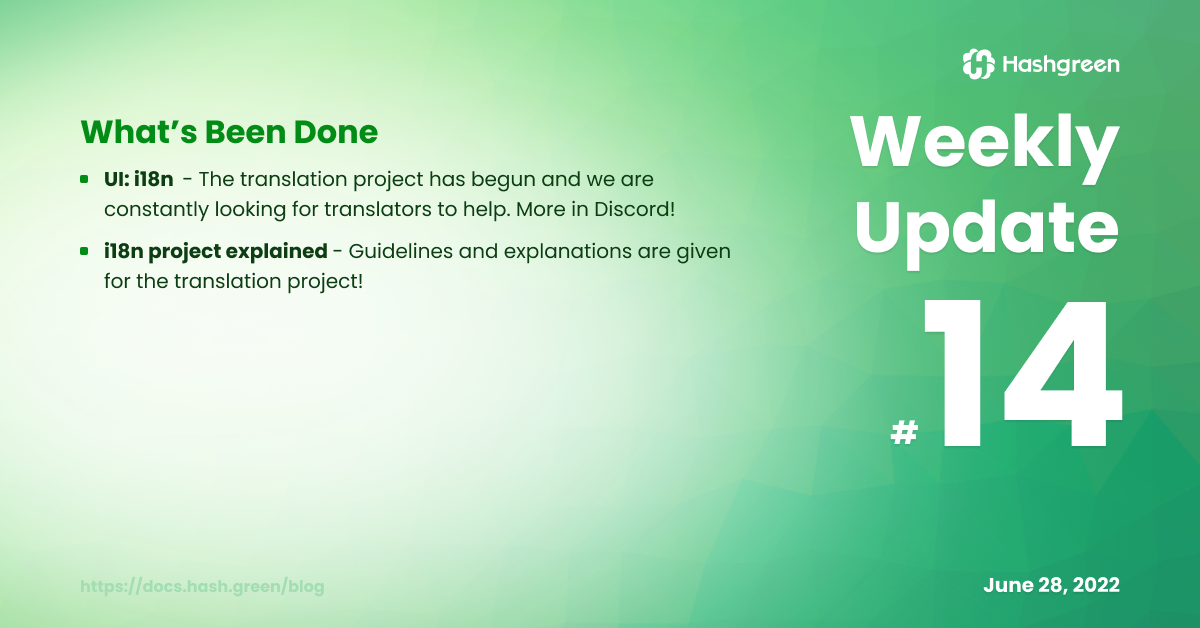 Hashgreen
What’s Been Done
UI: i18n - The translation project has begun and we are
constantly looking for translators to help. More in Discord!
i18n project explained - Guidelines and explanations are given
for the translation project!
Weekly
Update
#14
https://docs.hash.green/blog
June 28, 2022